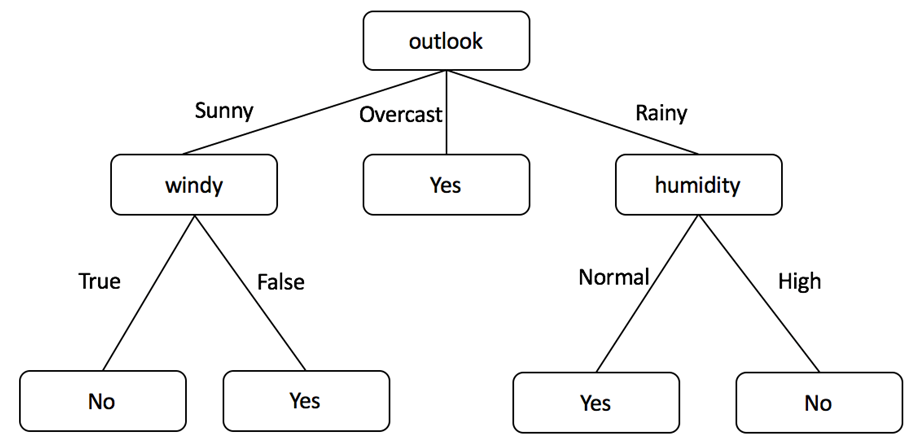 outlook
Sunny
Overcast
Rainy
windy
Yes
humidity
True
False
Normal
High
No
Yes
Yes
No